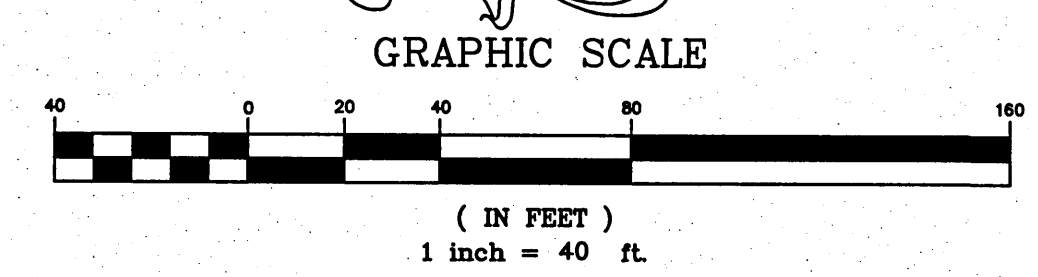 GRAPHIC SCALE
40 0 20 40 80 160
( IN FEET )
1 inch = 40 ft.